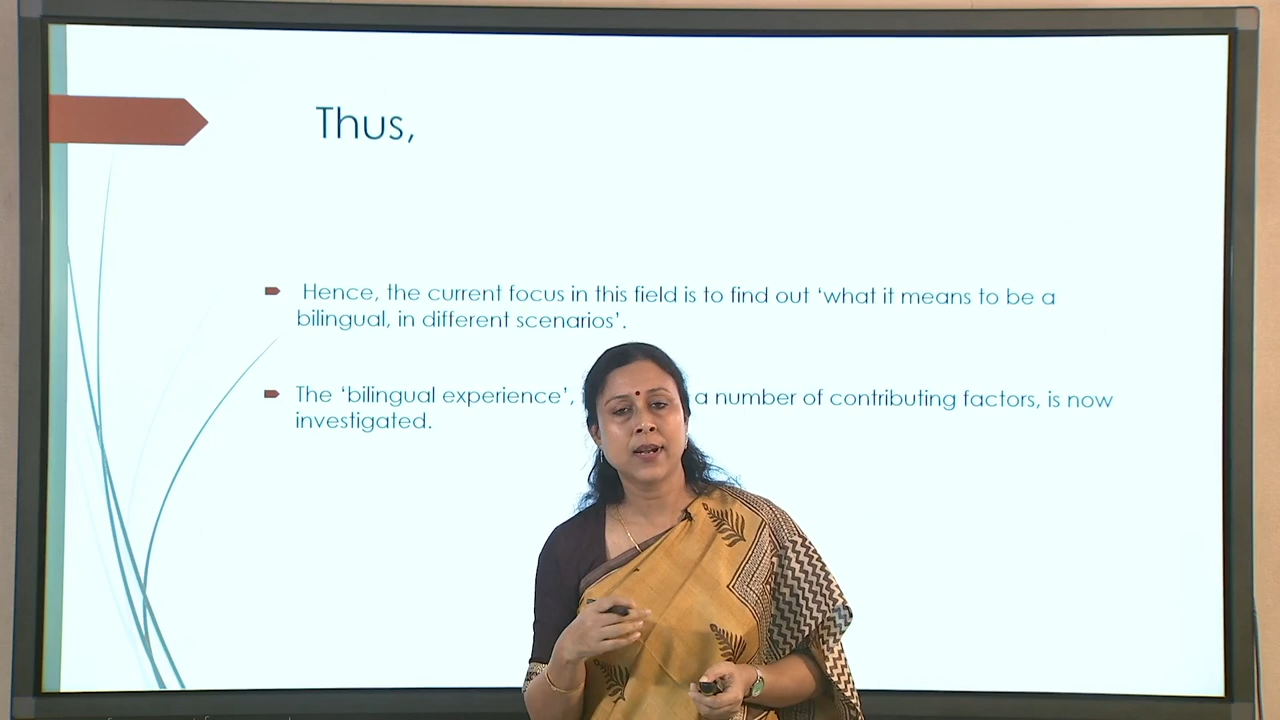 Thus,
Hence, the current focus in this field is to find out ‘what it means to be a
bilingual, in different scenarios’.
The ‘bilingual experience’, a number of contributing factors, is now
investigated.